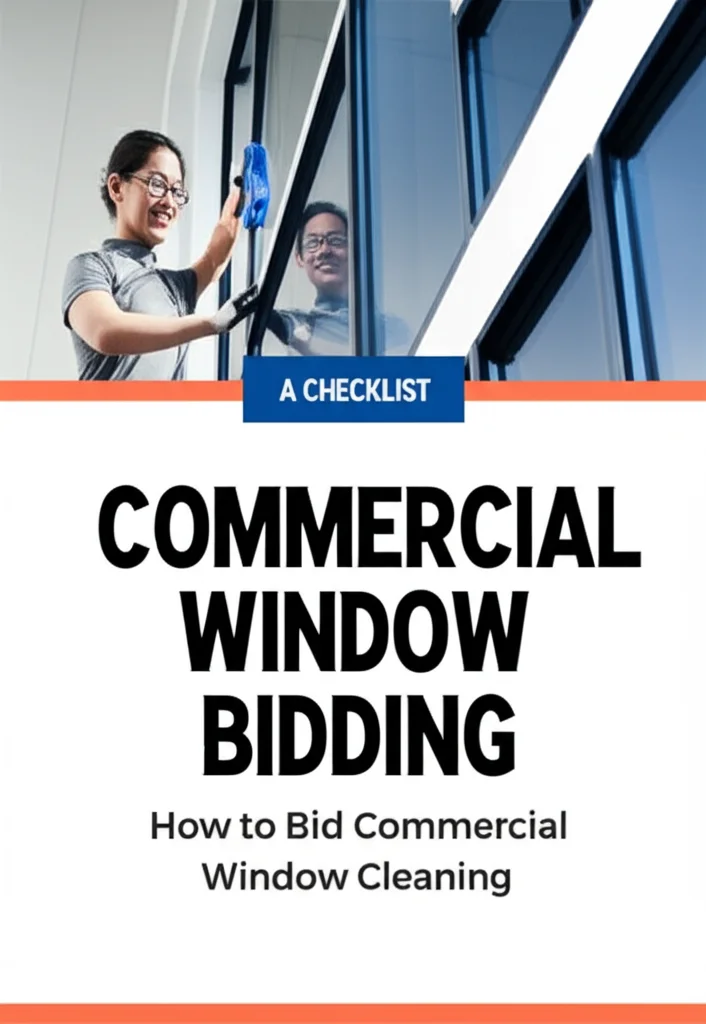 A CHECKLIST
COMMERCIAL
WINDOW
BIDDING
How to Bid Commercial
Window Cleaning